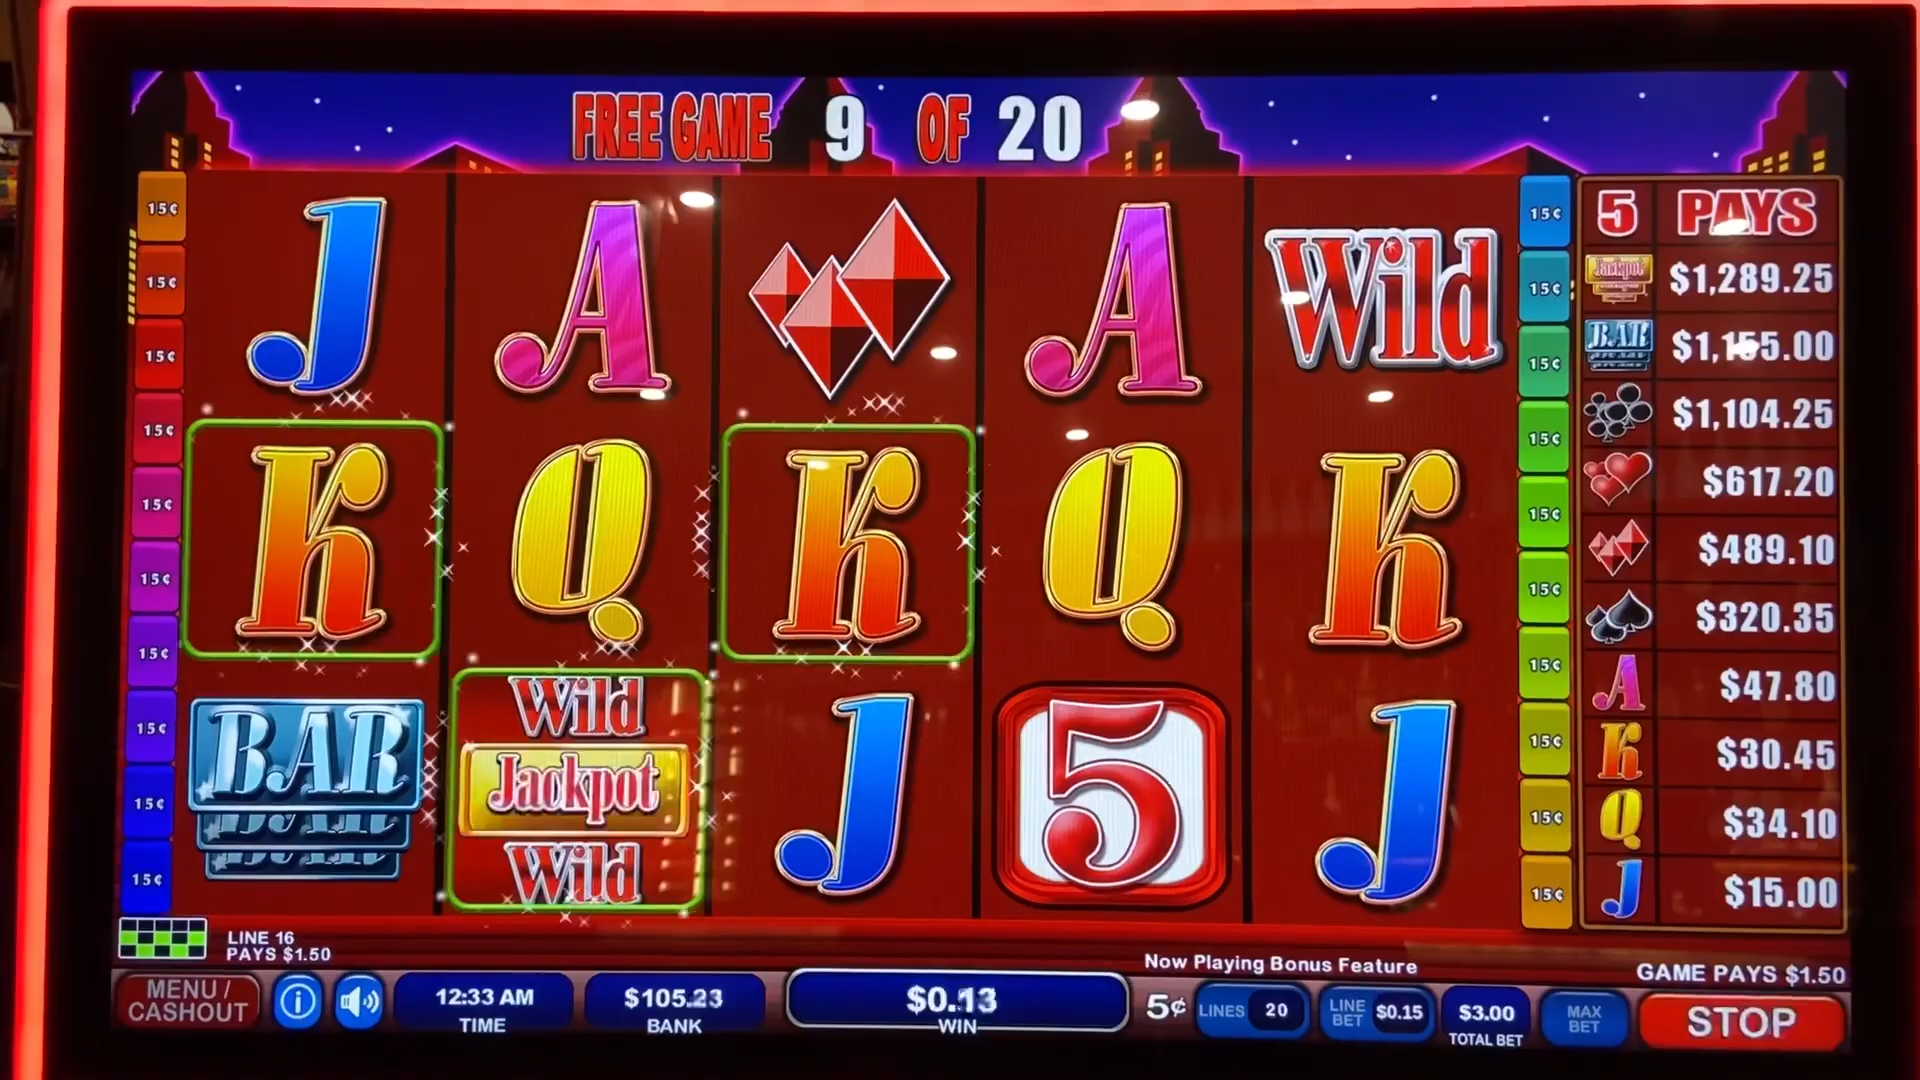 FREE GAME 9 OF 20
5 PAYS
Jackpot $1,289.25
BAR $1,155.00
$1,104.25
$617.20
$489.10
$320.35
A $47.80
K $30.45
Q $34.10
J $15.00
15¢ 15¢
15¢ 15¢
15¢ 15¢
15¢ 15¢
15¢ 15¢
15¢ 15¢
15¢ 15¢
15¢ 15¢
15¢ 15¢
15¢ 15¢
J A A Wild
K Q K Q K
BAR
BAR
BAR
Wild
Jackpot
Wild
J 5 J
LINE 16
PAYS $1.50
Now Playing Bonus Feature
GAME PAYS $1.50
MENU /
CASHOUT
12:33 AM
TIME
$105.23
BANK
$0.13
WIN
5¢
LINES 20
LINE
BET $0.15
$3.00
TOTAL BET
MAX
BET
STOP